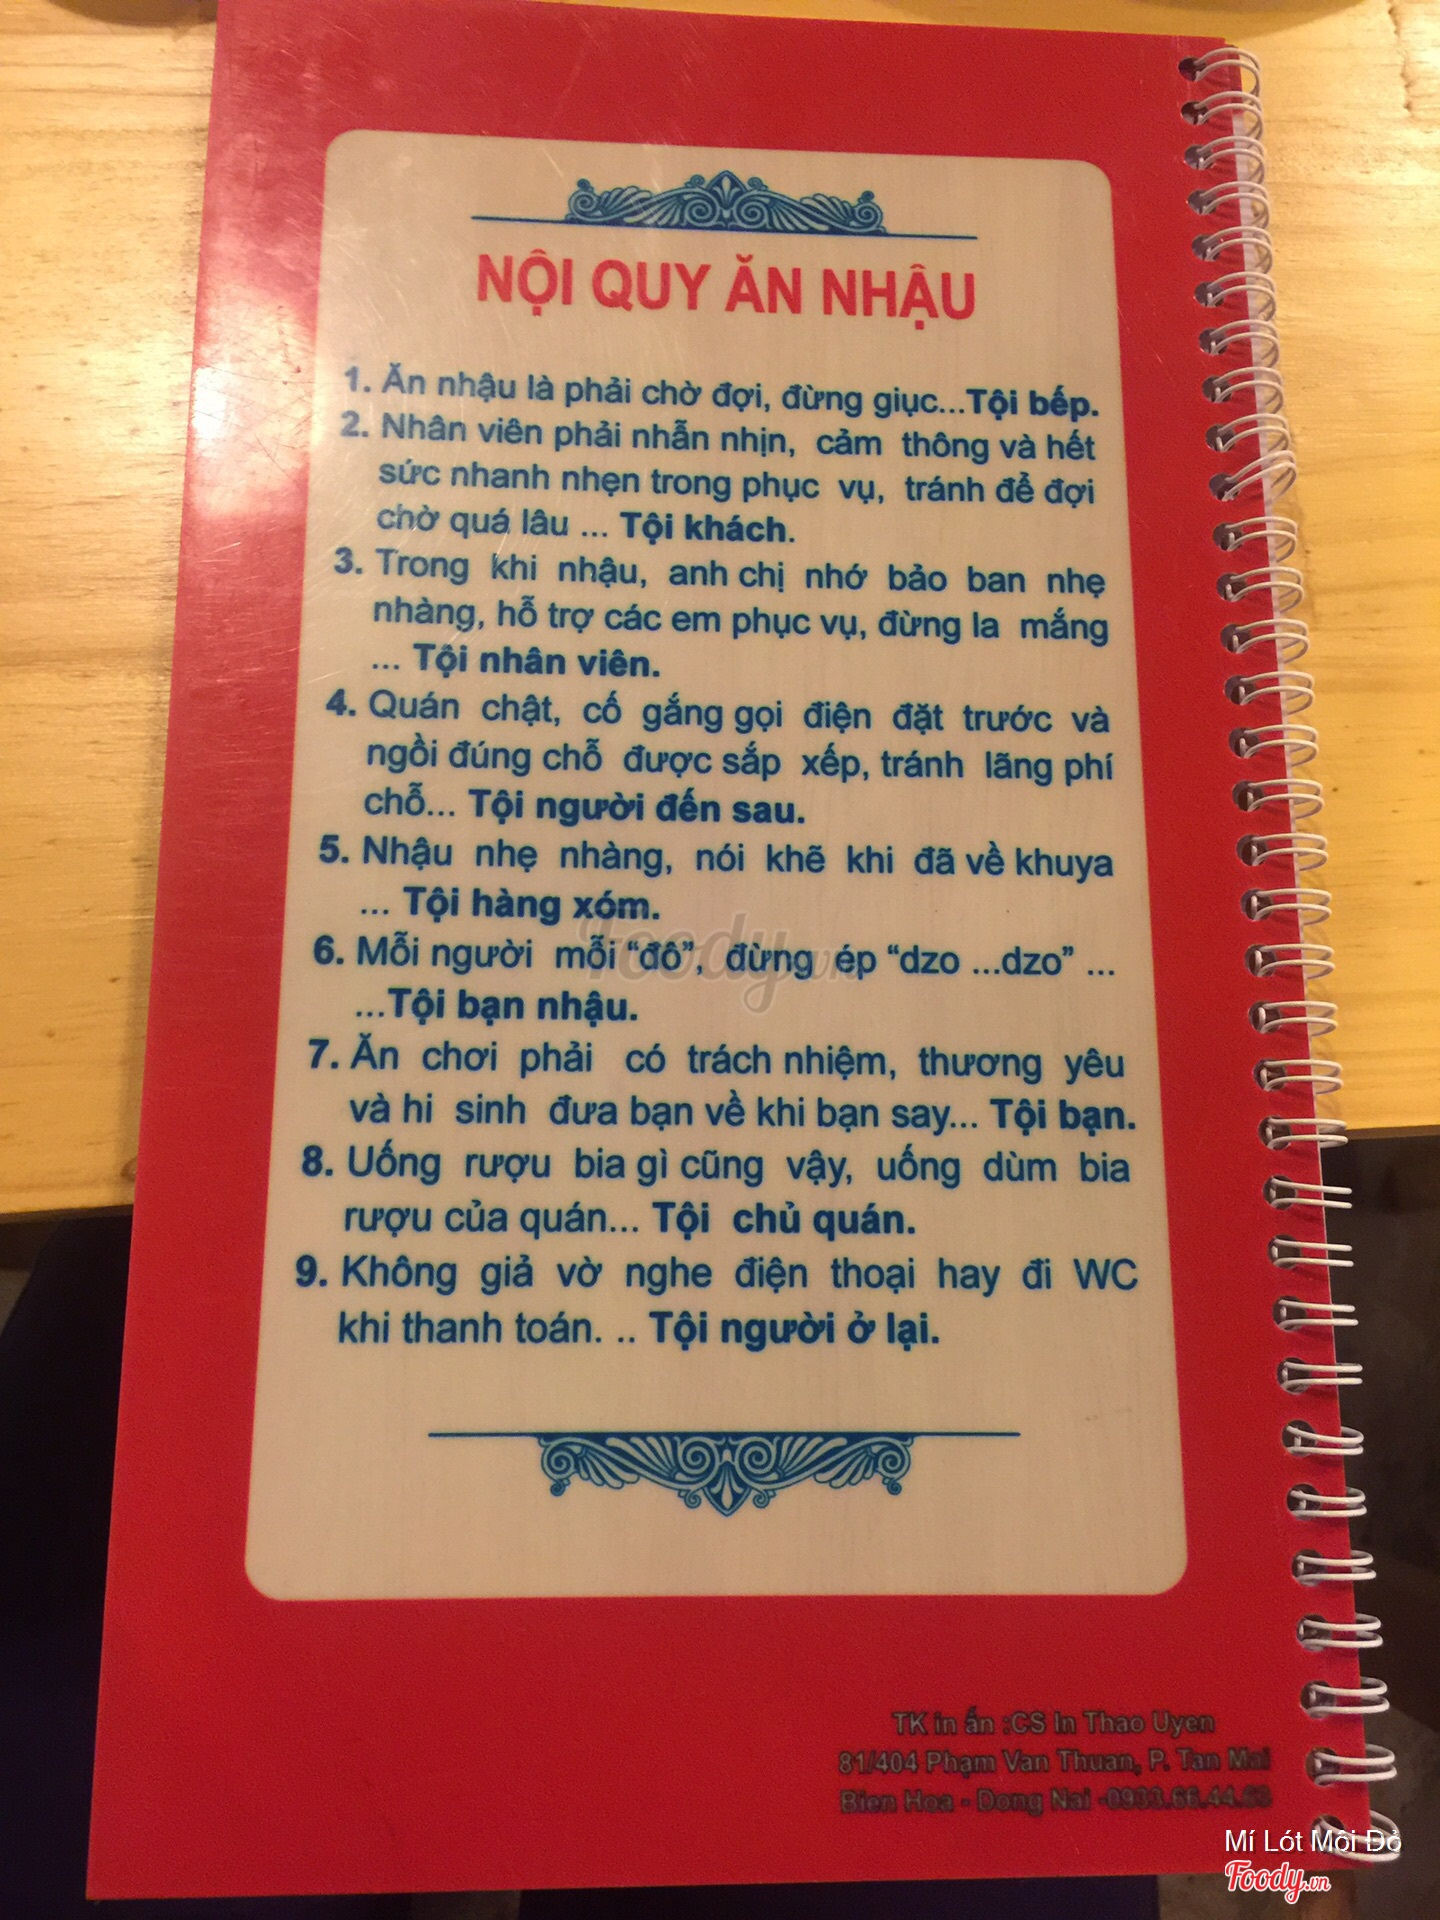 NỘI QUY ĂN NHẬU
1. Ăn nhậu là phải chờ đợi, đừng giục...Tội bếp.
2. Nhân viên phải nhẫn nhịn, cảm thông và hết
sức nhanh nhẹn trong phục vụ, tránh để đợi
chờ quá lâu ... Tội khách.
3. Trong khi nhậu, anh chị nhớ bảo ban nhẹ
nhàng, hỗ trợ các em phục vụ, đừng la mắng
... Tội nhân viên.
4. Quán chật, cố gắng gọi điện đặt trước và
ngồi đúng chỗ được sắp xếp, tránh lãng phí
chỗ... Tội người đến sau.
5. Nhậu nhẹ nhàng, nói khẽ khi đã về khuya
... Tội hàng xóm.
6. Mỗi người mỗi “đô”, đừng ép “dzo ...dzo” ...
...Tội bạn nhậu.
7. Ăn chơi phải có trách nhiệm, thương yêu
và hi sinh đưa bạn về khi bạn say... Tội bạn.
8. Uống rượu bia gì cũng vậy, uống dùm bia
rượu của quán... Tội chủ quán.
9. Không giả vờ nghe điện thoại hay đi WC
khi thanh toán. .. Tội người ở lại.
Foody.vn
TK in ấn :CS In Thao Uyen
81/404 Phạm Van Thuan, P. Tan Mai
Bien Hoa - Dong Nai
Mí Lót Môi Đỏ
Foody.vn